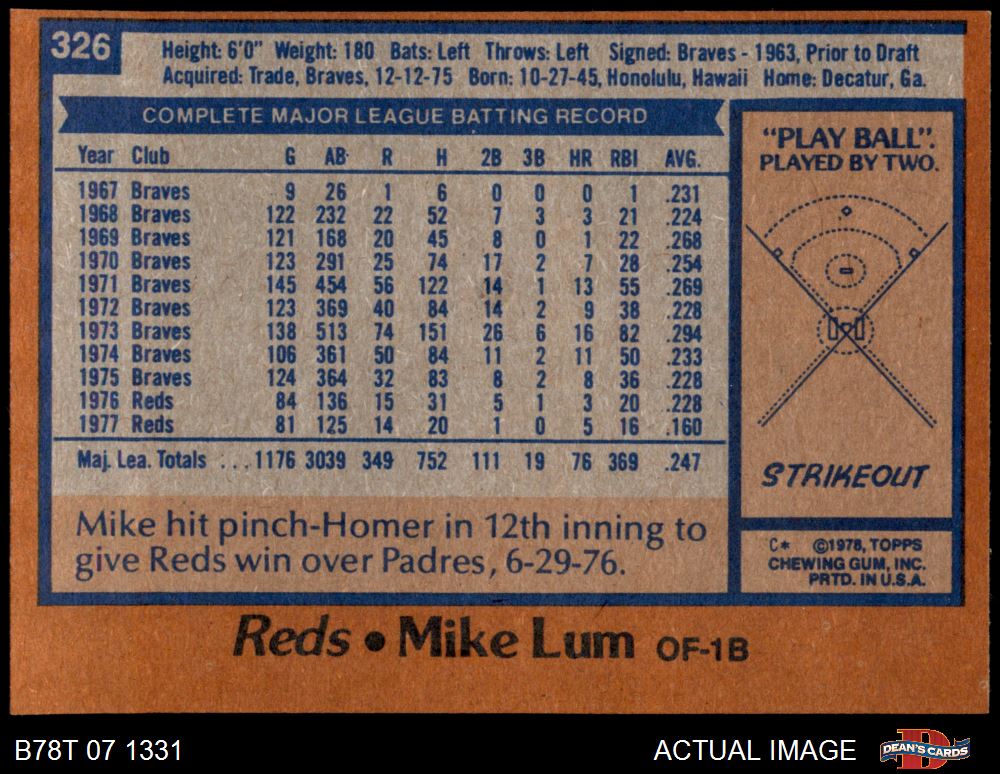 326
Height: 6'0" Weight: 180 Bats: Left Throws: Left Signed: Braves - 1963, Prior to Draft
Acquired: Trade, Braves, 12-12-75 Born: 10-27-45, Honolulu, Hawaii Home: Decatur, Ga.
COMPLETE MAJOR LEAGUE BATTING RECORD
Year Club G AB R H 2B 3B HR RBI AVG.
1967 Braves 9 26 1 6 0 0 0 1 .231
1968 Braves 122 232 22 52 7 3 3 21 .224
1969 Braves 121 168 20 45 8 0 1 22 .268
1970 Braves 123 291 25 74 17 2 7 28 .254
1971 Braves 145 454 56 122 14 1 13 55 .269
1972 Braves 123 369 40 84 14 2 9 38 .228
1973 Braves 138 513 74 151 26 6 16 82 .294
1974 Braves 106 361 50 84 11 2 11 50 .233
1975 Braves 124 364 32 83 8 2 8 36 .228
1976 Reds 84 136 15 31 5 1 3 20 .228
1977 Reds 81 125 14 20 1 0 5 16 .160
Maj. Lea. Totals ...1176 3039 349 752 111 19 76 369 .247
Mike hit pinch-Homer in 12th inning to
give Reds win over Padres, 6-29-76.
"PLAY BALL".
PLAYED BY TWO.
STRIKEOUT
C* ©1978, TOPPS
CHEWING GUM, INC.
PRTD. IN U.S.A.
Reds • Mike Lum OF-1B
B78T 07 1331
ACTUAL IMAGE
DEAN'S CARDS